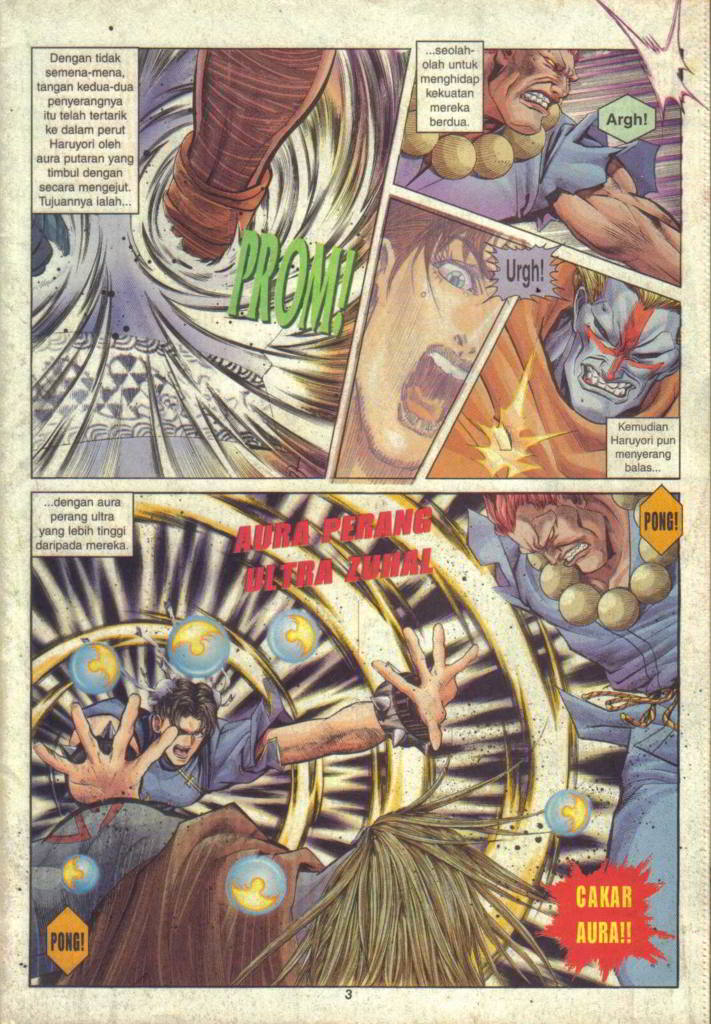 Dengan tidak
semena-mena,
tangan kedua-dua
penyerangnya
itu telah tertarik
ke dalam perut
Haruyori oleh
aura putaran yang
timbul dengan
secara mengejut.
Tujuannya ialah...
PROM!
...seolah-
olah untuk
menghidap
kekuatan
mereka
berdua.
Argh!
Urgh!
Kemudian
Haruyori pun
menyerang
balas...
...dengan aura
perang ultra
yang lebih tinggi
daripada mereka.
AURA PERANG
ULTRA ZUHAL
PONG!
CAKAR
AURA!!
PONG!
3